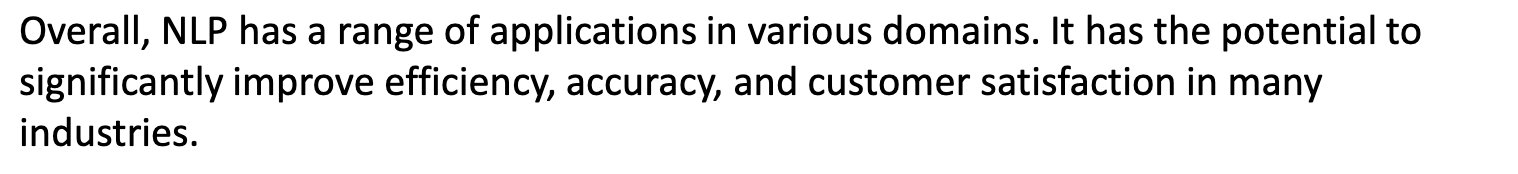 Overall, NLP has a range of applications in various domains. It has the potential to
significantly improve efficiency, accuracy, and customer satisfaction in many
industries.